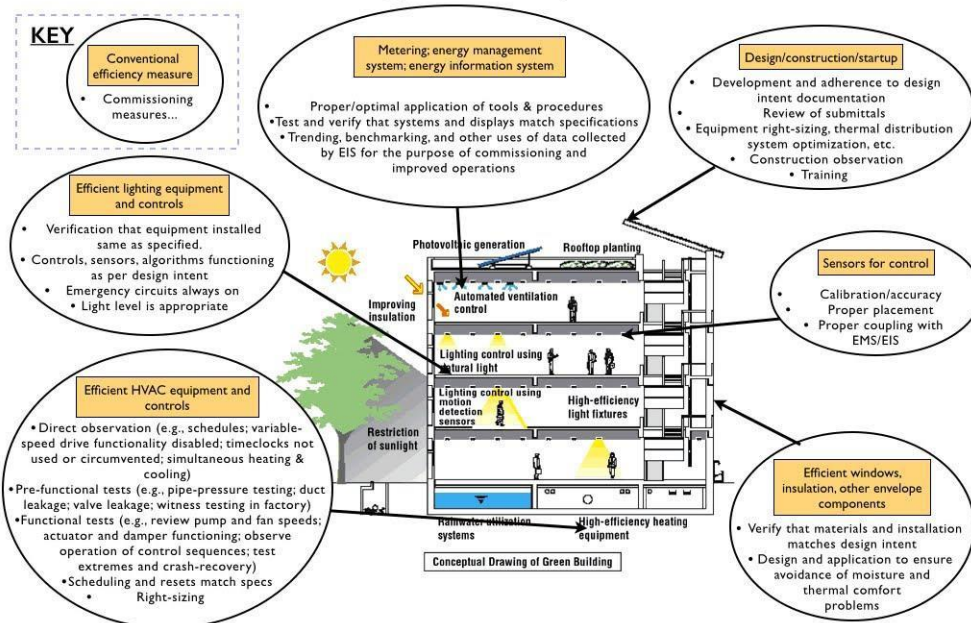 KEY
Conventional
efficiency measure
• Commissioning
measures...
Metering; energy management
system; energy information system
• Proper/optimal application of tools & procedures
•Test and verify that systems and displays match specifications
• Trending, benchmarking, and other uses of data collected
by EIS for the purpose of commissioning and
improved operations
Design/construction/startup
• Development and adherence to design
intent documentation
• Review of submittals
• Equipment right-sizing, thermal distribution
system optimization, etc.
• Construction observation
• Training
Efficient lighting equipment
and controls
• Verification that equipment installed
same as specified.
• Controls, sensors, algorithms functioning
as per design intent
• Emergency circuits always on
• Light level is appropriate
Sensors for control
• Calibration/accuracy
• Proper placement
• Proper coupling with
EMS/EIS
Efficient HVAC equipment and
controls
•Direct observation (e.g., schedules; variable-
speed drive functionality disabled; timeclocks not
used or circumvented; simultaneous heating &
cooling)
•Pre-functional tests (e.g., pipe-pressure testing; duct
leakage; valve leakage; witness testing in factory)
•Functional tests (e.g., review pump and fan speeds;
actuator and damper functioning; observe
operation of control sequences; test
extremes and crash-recovery)
•Scheduling and resets match specs
• Right-sizing
Efficient windows,
insulation, other envelope
components
• Verify that materials and installation
matches design intent
• Design and application to ensure
avoidance of moisture and
thermal comfort
problems
Photovoltaic generation
Rooftop planting
Improving
insulation
Automated ventilation
control
Lighting control using
natural light
Lighting control using
motion
detection
sensors
High-efficiency
light fixtures
Restriction
of sunlight
Rainwater utilization
systems
High-efficiency heating
equipment
Conceptual Drawing of Green Building